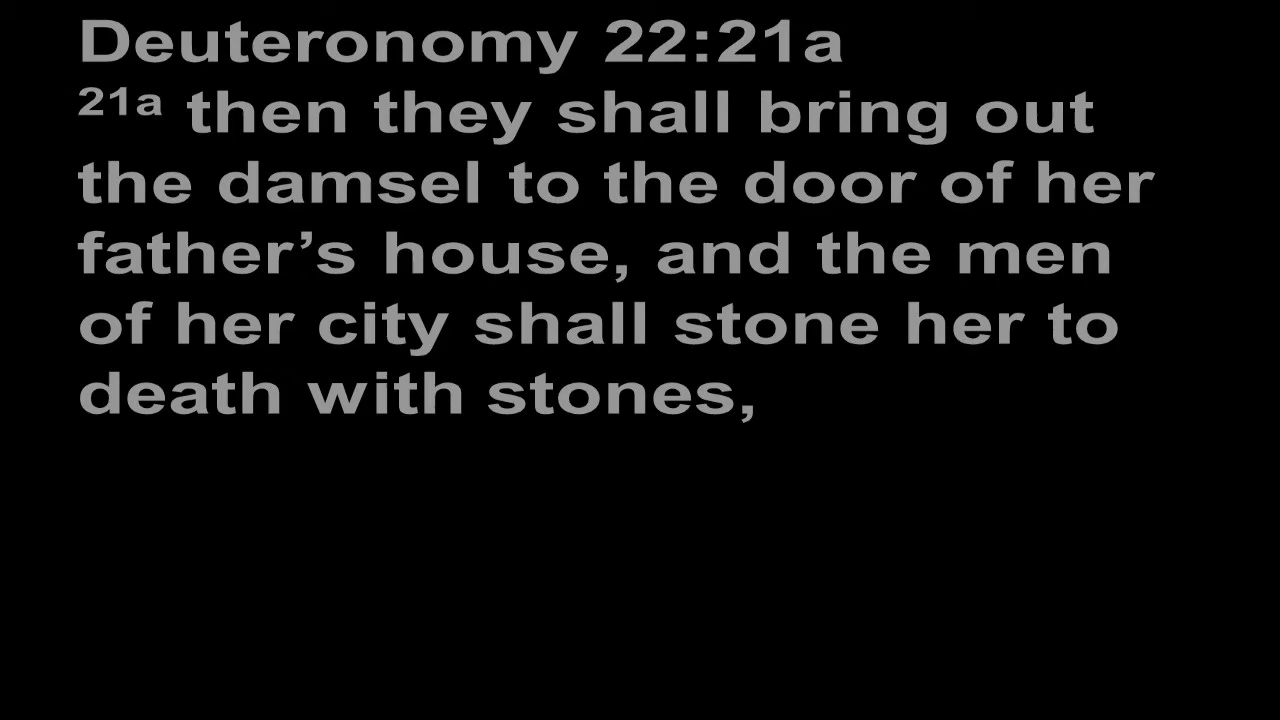 Deuteronomy 22:21a
21a then they shall bring out
the damsel to the door of her
father’s house, and the men
of her city shall stone her to
death with stones,